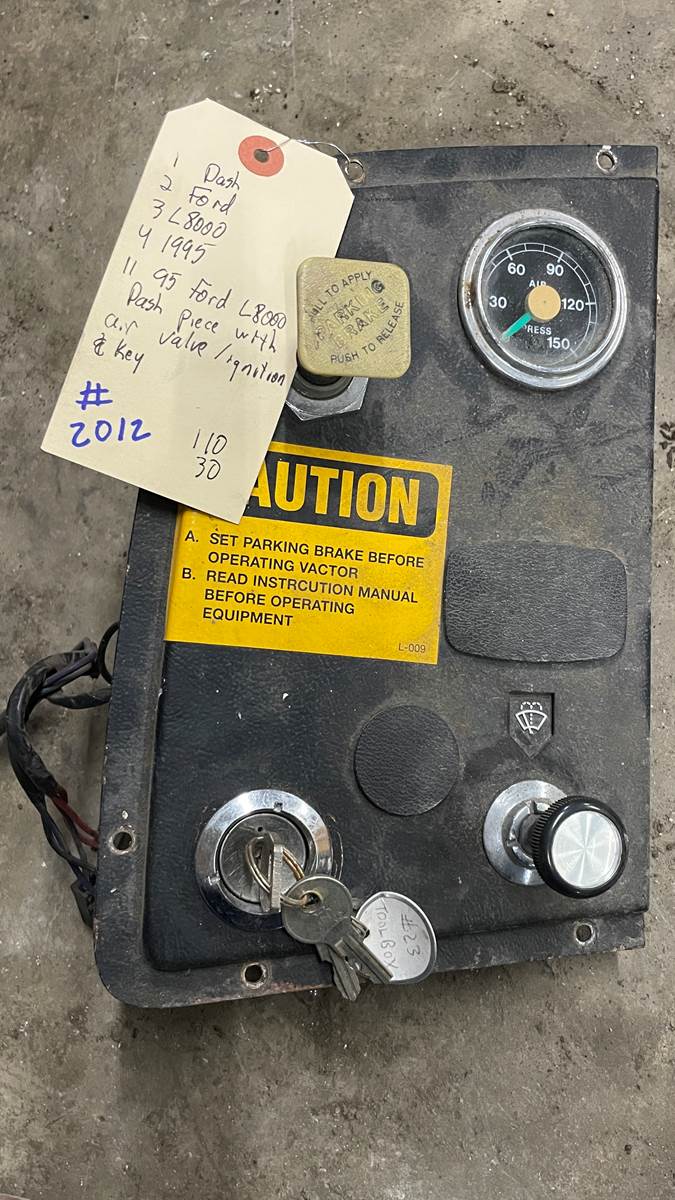 1 Dash
2 Ford
3 L8000
4 1995
11 95 Ford L8000
Dash Piece with
air valve/ignition
& key
#
2012
110
30
PULL TO APPLY
PARKING
BRAKE
PUSH TO RELEASE
60 90
AIR
30 120
PRESS
150
CAUTION
A. SET PARKING BRAKE BEFORE
OPERATING VACTOR
B. READ INSTRCUTION MANUAL
BEFORE OPERATING
EQUIPMENT
L-009
TOOL BOX